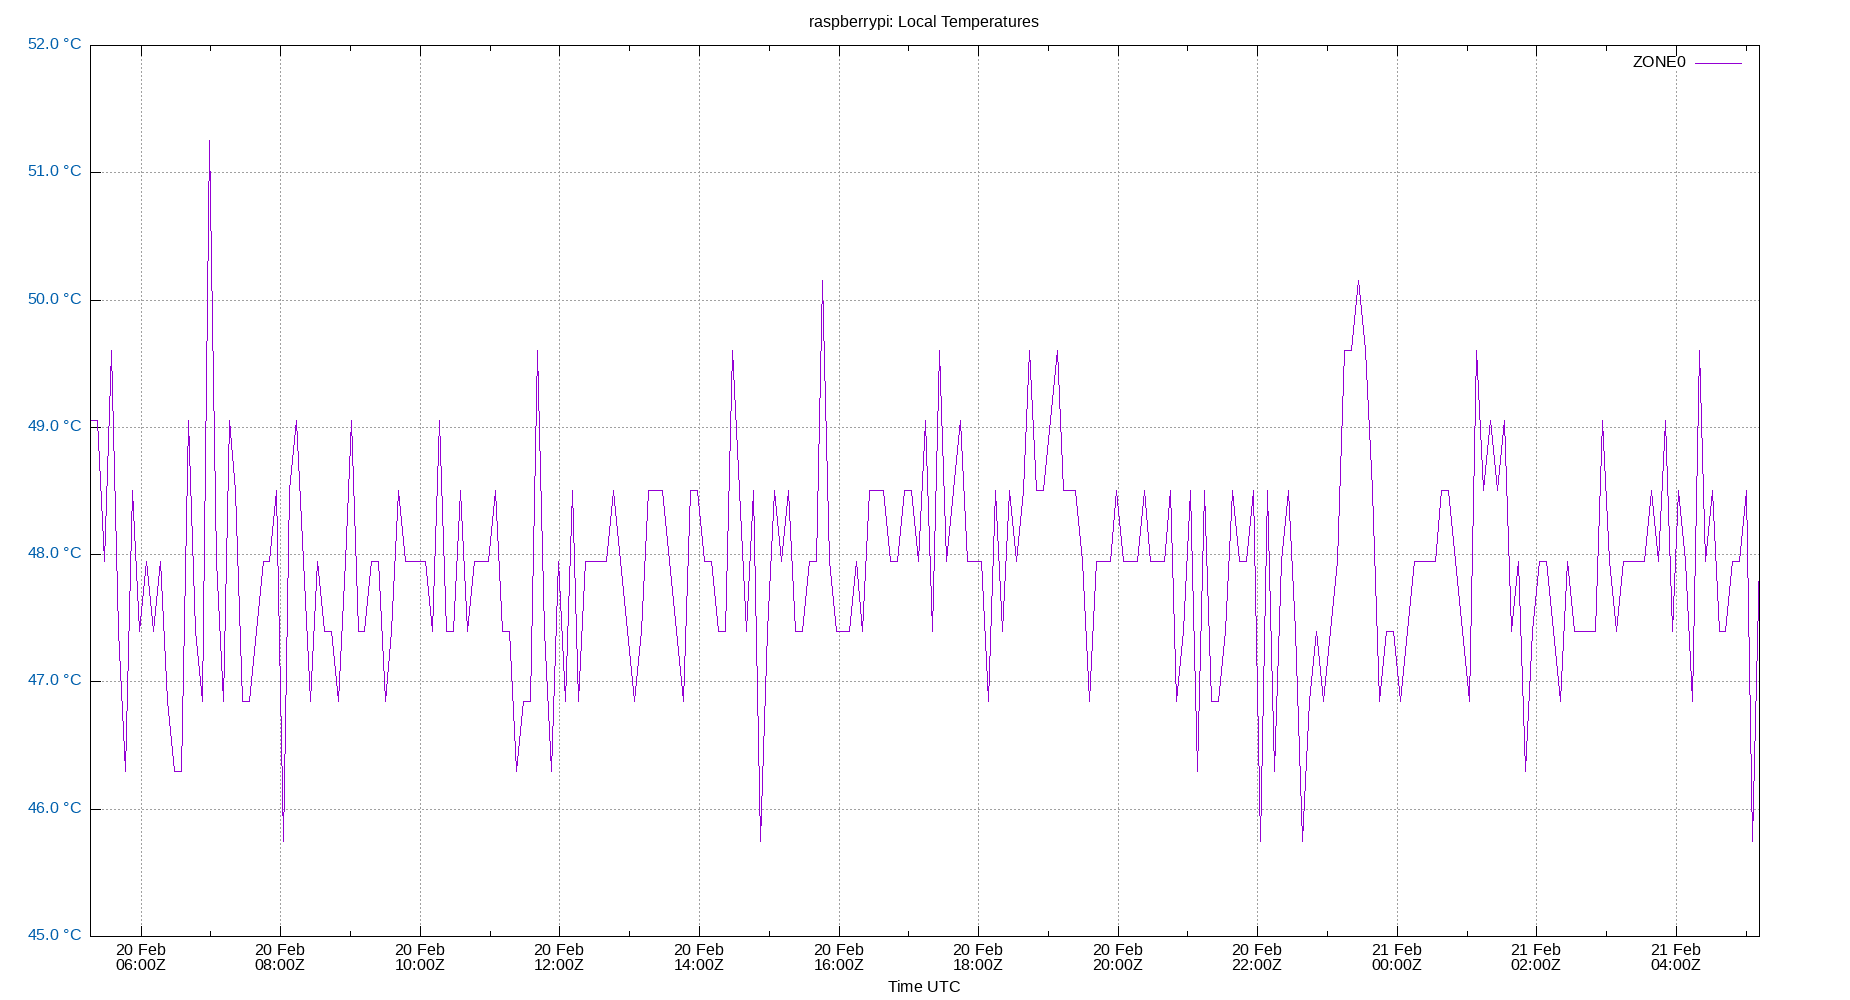 raspberrypi: Local Temperatures
52.0 °C
ZONE0
51.0 °C
50.0 °C
49.0 °C
48.0 °C
47.0 °C
46.0 °C
45.0 °C
20 Feb 20 Feb 20 Feb 20 Feb 20 Feb 20 Feb 20 Feb 20 Feb 20 Feb 21 Feb 21 Feb 21 Feb
06:00Z 08:00Z 10:00Z 12:00Z 14:00Z 16:00Z 18:00Z 20:00Z 22:00Z 00:00Z 02:00Z 04:00Z
Time UTC